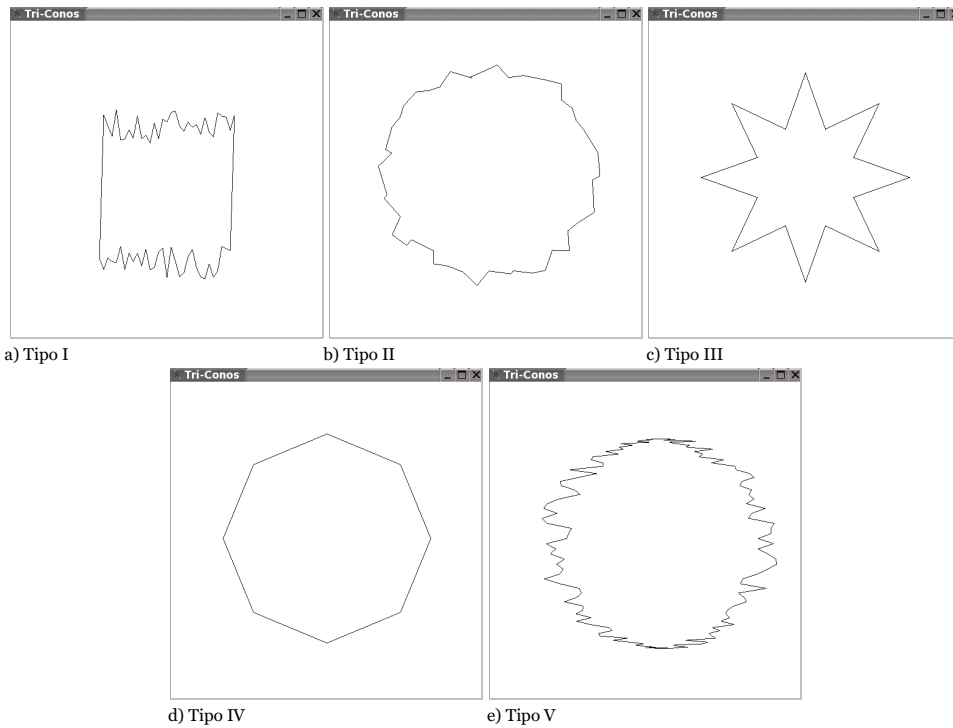 Tri-Conos
Tri-Conos
Tri-Conos
a) Tipo I
b) Tipo II
c) Tipo III
Tri-Conos
Tri-Conos
d) Tipo IV
e) Tipo V